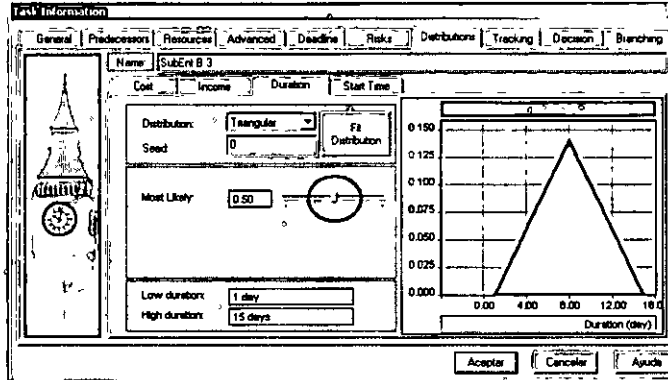 Task Information
General Predecessors Resources Advanced Deadline Risks Distributions Tracking Decision Branching
Name: SubEnt B 3
Cost Income Duration Start Time
Distribution: Triangular
Fit Distribution
Seed: 0
Most Likely: 0.50
Low duration: 1 day
High duration: 15 days
0.150
0.125
0.100
0.075
0.050
0.025
0.000
0.00 4.00 8.00 12.00 16.0
Duration (day)
Aceptar Cancelar Ayuda